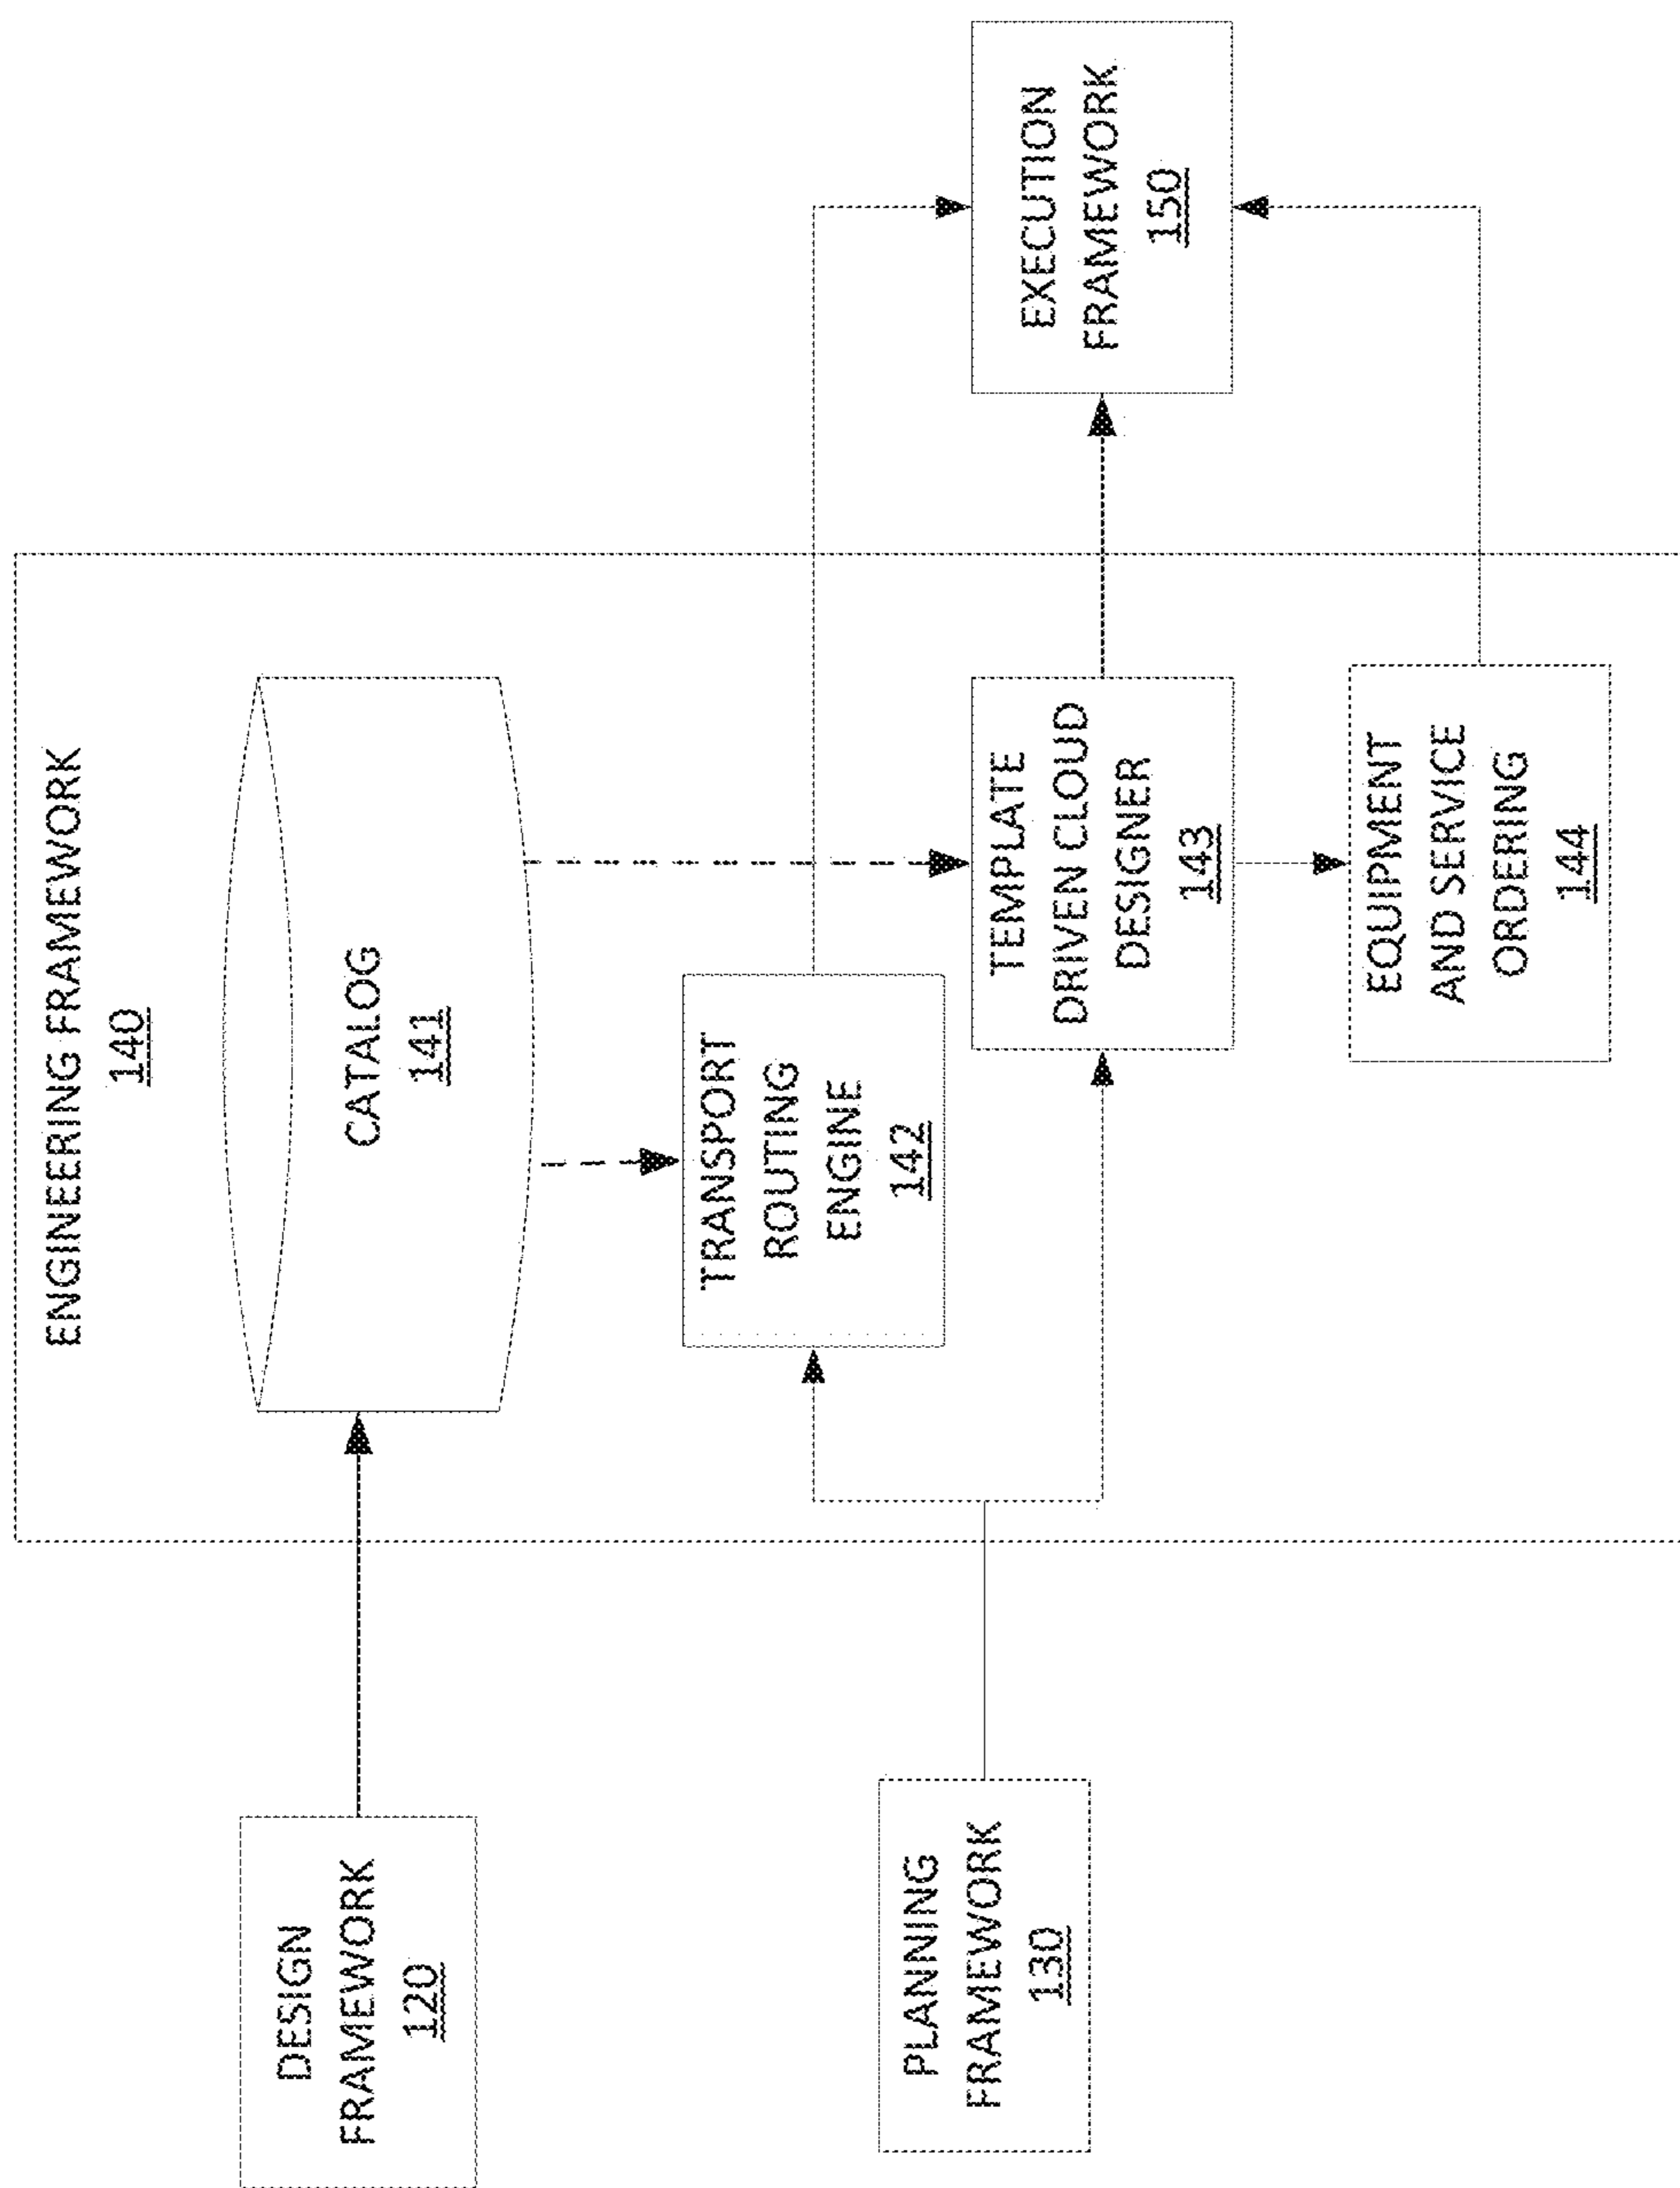 ENGINEERING FRAMEWORK
140
CATALOG
141
DESIGN
FRAMEWORK
120
TRANSPORT
ROUTING
ENGINE
142
PLANNING
FRAMEWORK
130
TEMPLATE
DRIVEN CLOUD
DESIGNER
143
EXECUTION
FRAMEWORK
150
EQUIPMENT
AND SERVICE
ORDERING
144